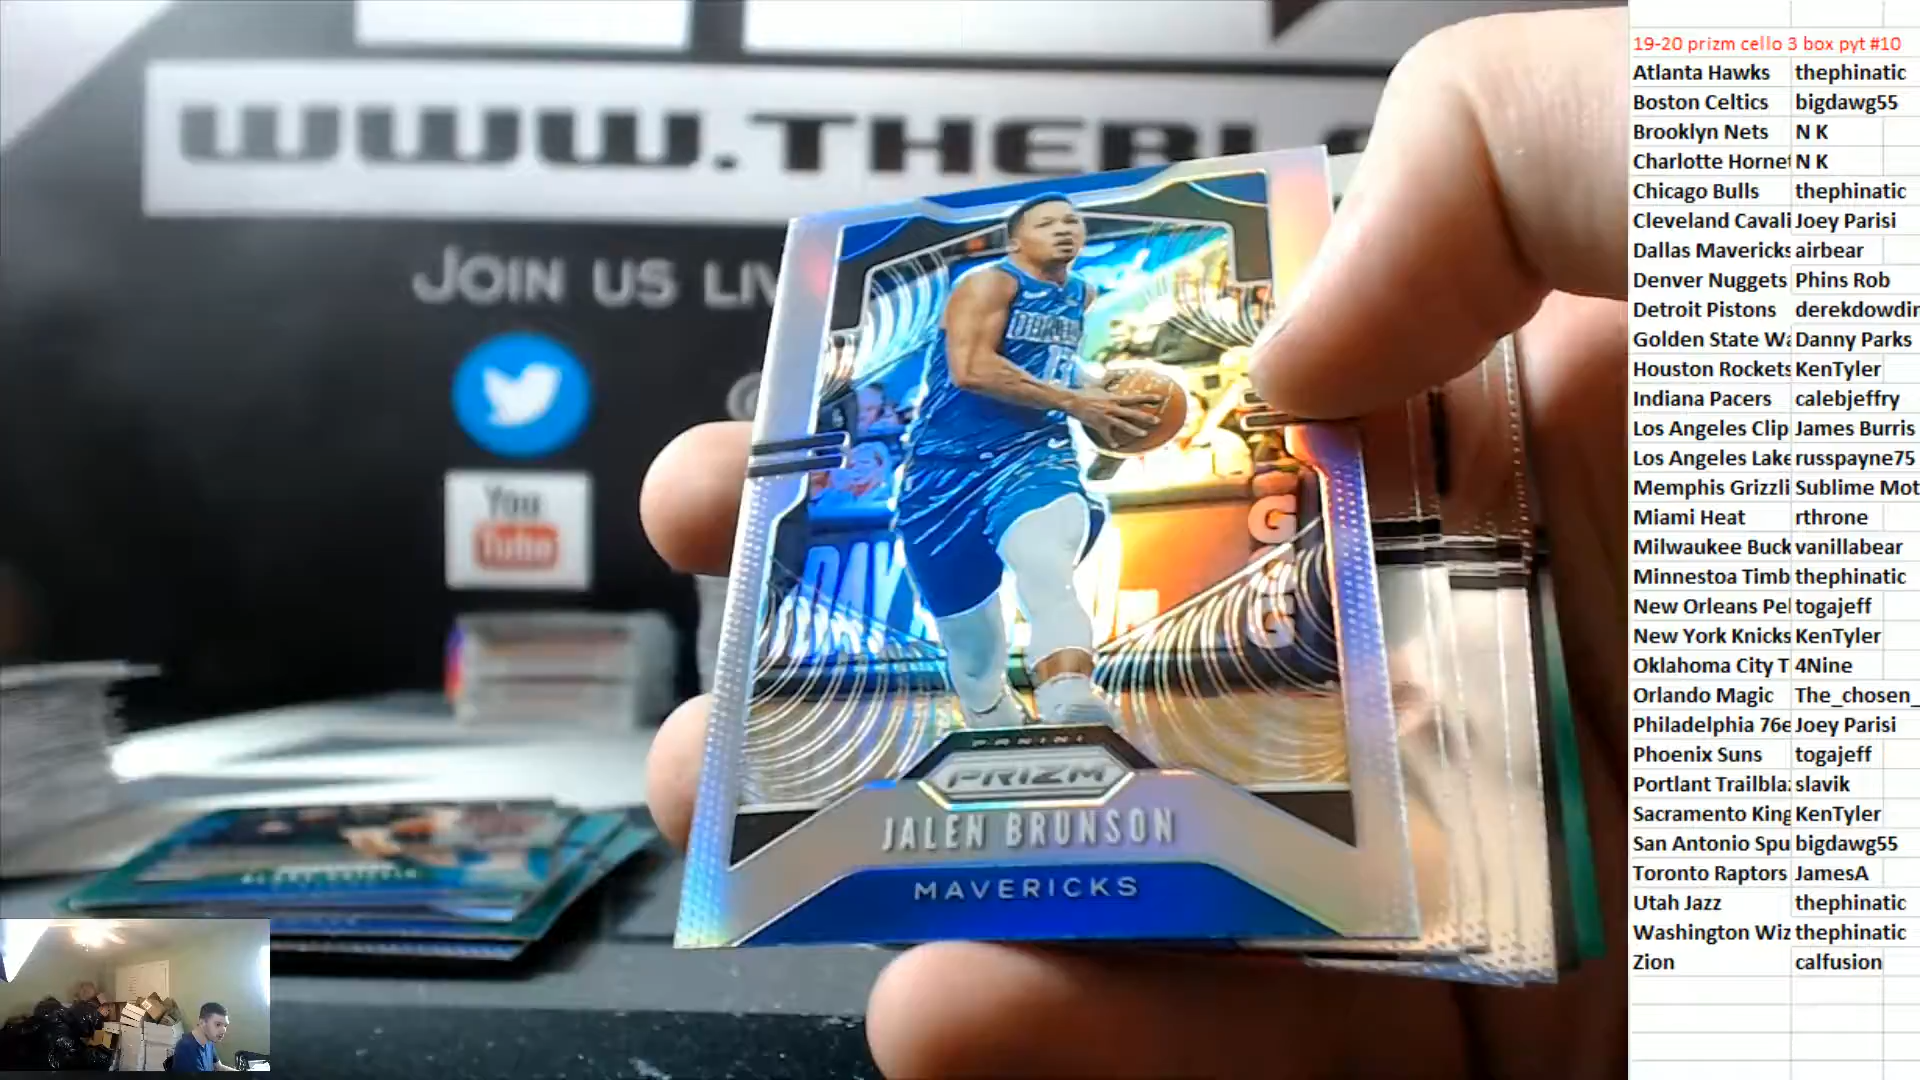 WWW.THEBL
JOIN US LIV
@
You
Tube
PANINI
PRIZM
JALEN BRUNSON
MAVERICKS
19-20 prizm cello 3 box pyt #10
Atlanta Hawks thephinatic
Boston Celtics bigdawg55
Brooklyn Nets N K
Charlotte Hornet N K
Chicago Bulls thephinatic
Cleveland Cavali Joey Parisi
Dallas Mavericks airbear
Denver Nuggets Phins Rob
Detroit Pistons derekdowdin
Golden State Wa Danny Parks
Houston Rockets KenTyler
Indiana Pacers calebjeffry
Los Angeles Clip James Burris
Los Angeles Lake russpayne75
Memphis Grizzli Sublime Mot
Miami Heat rthrone
Milwaukee Buck vanillabear
Minnestoa Timb thephinatic
New Orleans Pel togajeff
New York Knicks KenTyler
Oklahoma City T 4Nine
Orlando Magic The_chosen_
Philadelphia 76e Joey Parisi
Phoenix Suns togajeff
Portlant Trailbla: slavik
Sacramento King KenTyler
San Antonio Spu bigdawg55
Toronto Raptors JamesA
Utah Jazz thephinatic
Washington Wiz thephinatic
Zion calfusion